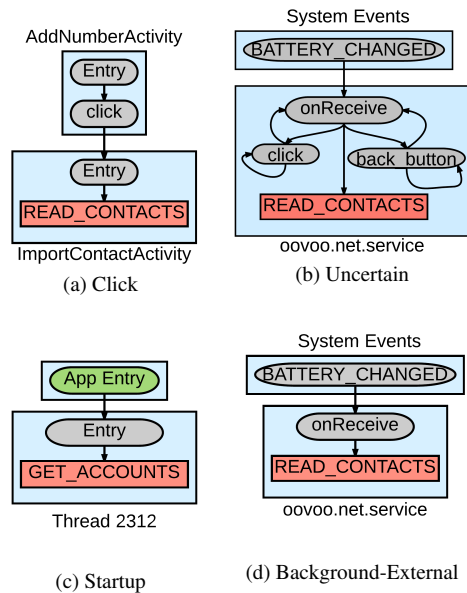 AddNumberActivity
Entry
click
Entry
READ_CONTACTS
ImportContactActivity
(a) Click
System Events
BATTERY_CHANGED
onReceive
click
back_button
READ_CONTACTS
oovoo.net.service
(b) Uncertain
App Entry
Entry
GET_ACCOUNTS
Thread 2312
(c) Startup
System Events
BATTERY_CHANGED
onReceive
READ_CONTACTS
oovoo.net.service
(d) Background-External